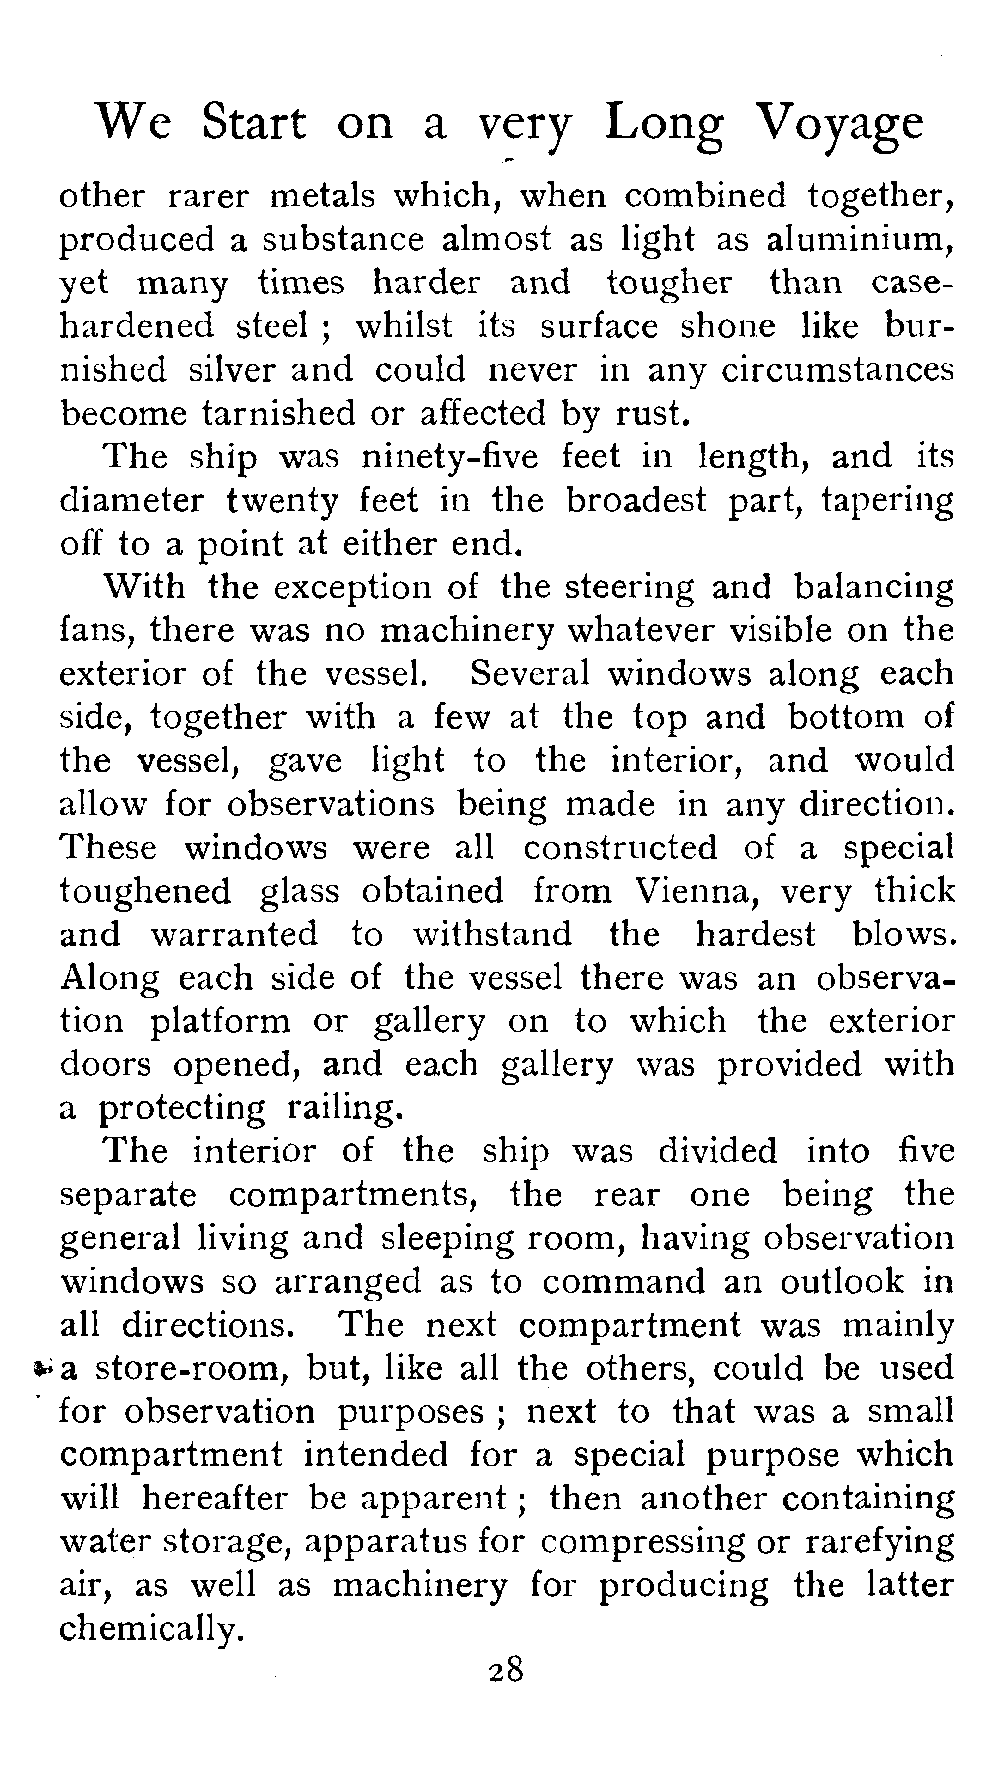 We Start on a very Long Voyage
other rarer metals which, when combined together,
produced a substance almost as light as aluminium,
yet many times harder and tougher than case-
hardened steel ; whilst its surface shone like bur-
nished silver and could never in any circumstances
become tarnished or affected by rust.
The ship was ninety-five feet in length, and its
diameter twenty feet in the broadest part, tapering
off to a point at either end.
With the exception of the steering and balancing
fans, there was no machinery whatever visible on the
exterior of the vessel. Several windows along each
side, together with a few at the top and bottom of
the vessel, gave light to the interior, and would
allow for observations being made in any direction.
These windows were all constructed of a special
toughened glass obtained from Vienna, very thick
and warranted to withstand the hardest blows.
Along each side of the vessel there was an observa-
tion platform or gallery on to which the exterior
doors opened, and each gallery was provided with
a protecting railing.
The interior of the ship was divided into five
separate compartments, the rear one being the
general living and sleeping room, having observation
windows so arranged as to command an outlook in
all directions. The next compartment was mainly
a store-room, but, like all the others, could be used
for observation purposes ; next to that was a small
compartment intended for a special purpose which
will hereafter be apparent ; then another containing
water storage, apparatus for compressing or rarefying
air, as well as machinery for producing the latter
chemically.
28